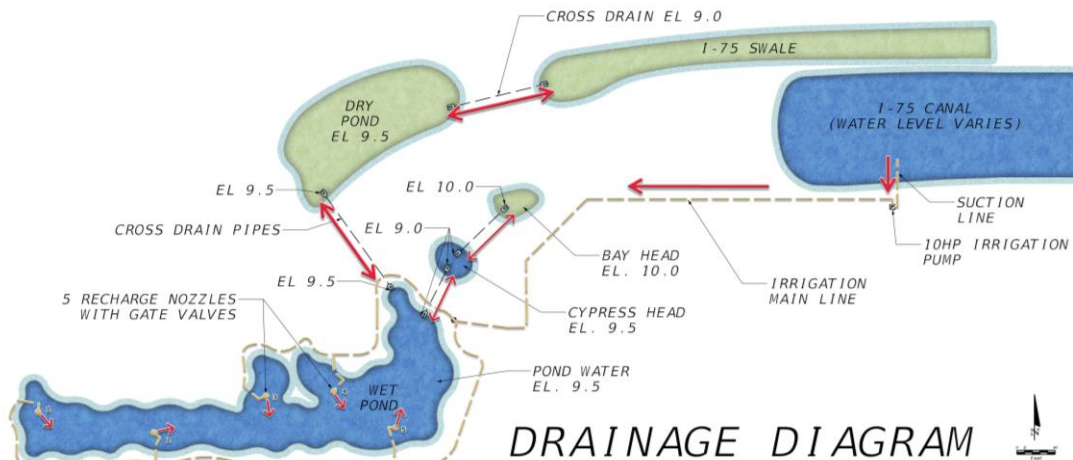 CROSS DRAIN EL 9.0
I-75 SWALE
DRY
POND
EL 9.5
I-75 CANAL
(WATER LEVEL VARIES)
EL 9.5
EL 10.0
CROSS DRAIN PIPES
EL 9.0
SUCTION
LINE
BAY HEAD
EL. 10.0
10HP IRRIGATION
PUMP
EL 9.5
IRRIGATION
MAIN LINE
5 RECHARGE NOZZLES
WITH GATE VALVES
CYPRESS HEAD
EL. 9.5
POND WATER
EL. 9.5
WET
POND
DRAINAGE DIAGRAM